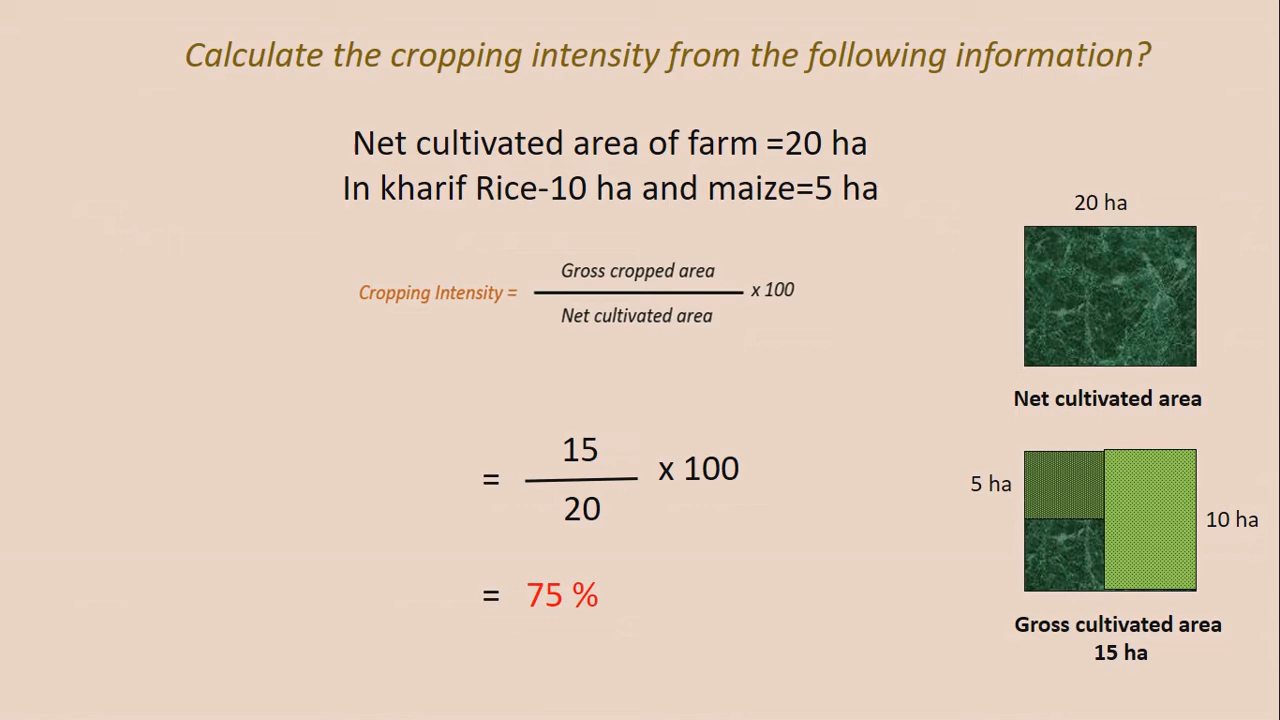 Calculate the cropping intensity from the following information?
Net cultivated area of farm =20 ha
In kharif Rice-10 ha and maize=5 ha
Cropping Intensity =
Gross cropped area
x 100
Net cultivated area
=
15
x 100
20
= 75 %
20 ha
Net cultivated area
5 ha
10 ha
Gross cultivated area
15 ha